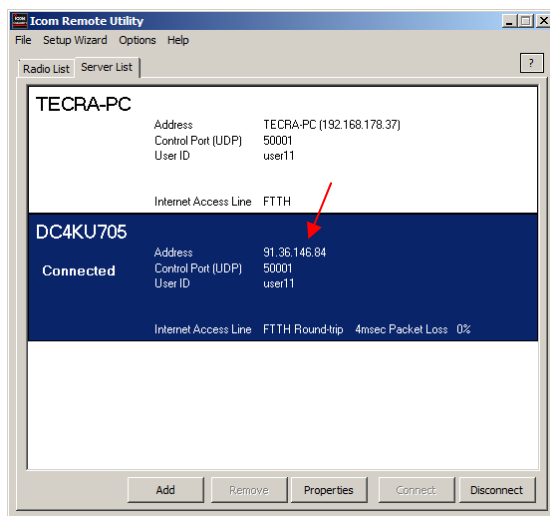 Icom Remote Utility
File Setup Wizard Options Help
Radio List Server List ?
TECRA-PC
Address TECRA-PC (192.168.178.37)
Control Port (UDP) 50001
User ID user11
Internet Access Line FTTH
DC4KU705
Address 91.36.146.84
Connected Control Port (UDP) 50001
User ID user11
Internet Access Line FTTH Round-trip 4msec Packet Loss 0%
Add Remove Properties Connect Disconnect